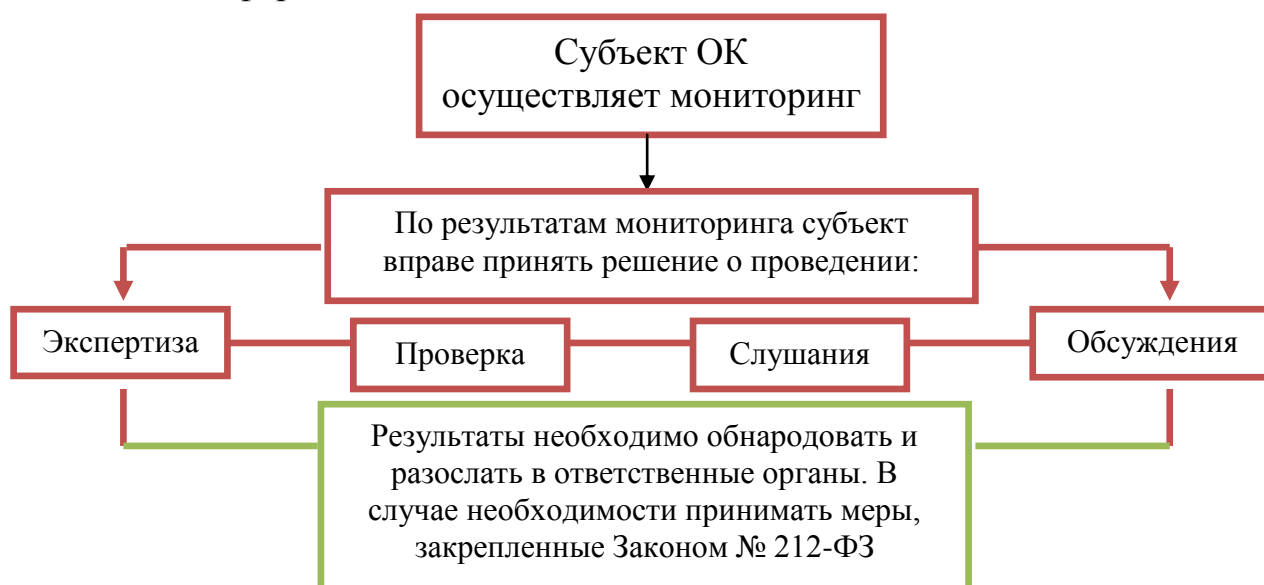 Субъект ОК
осуществляет мониторинг
По результатам мониторинга субъект
вправе принять решение о проведении:
Экспертиза
Проверка
Слушания
Обсуждения
Результаты необходимо обнародовать и
разослать в ответственные органы. В
случае необходимости принимать меры,
закрепленные Законом № 212-ФЗ